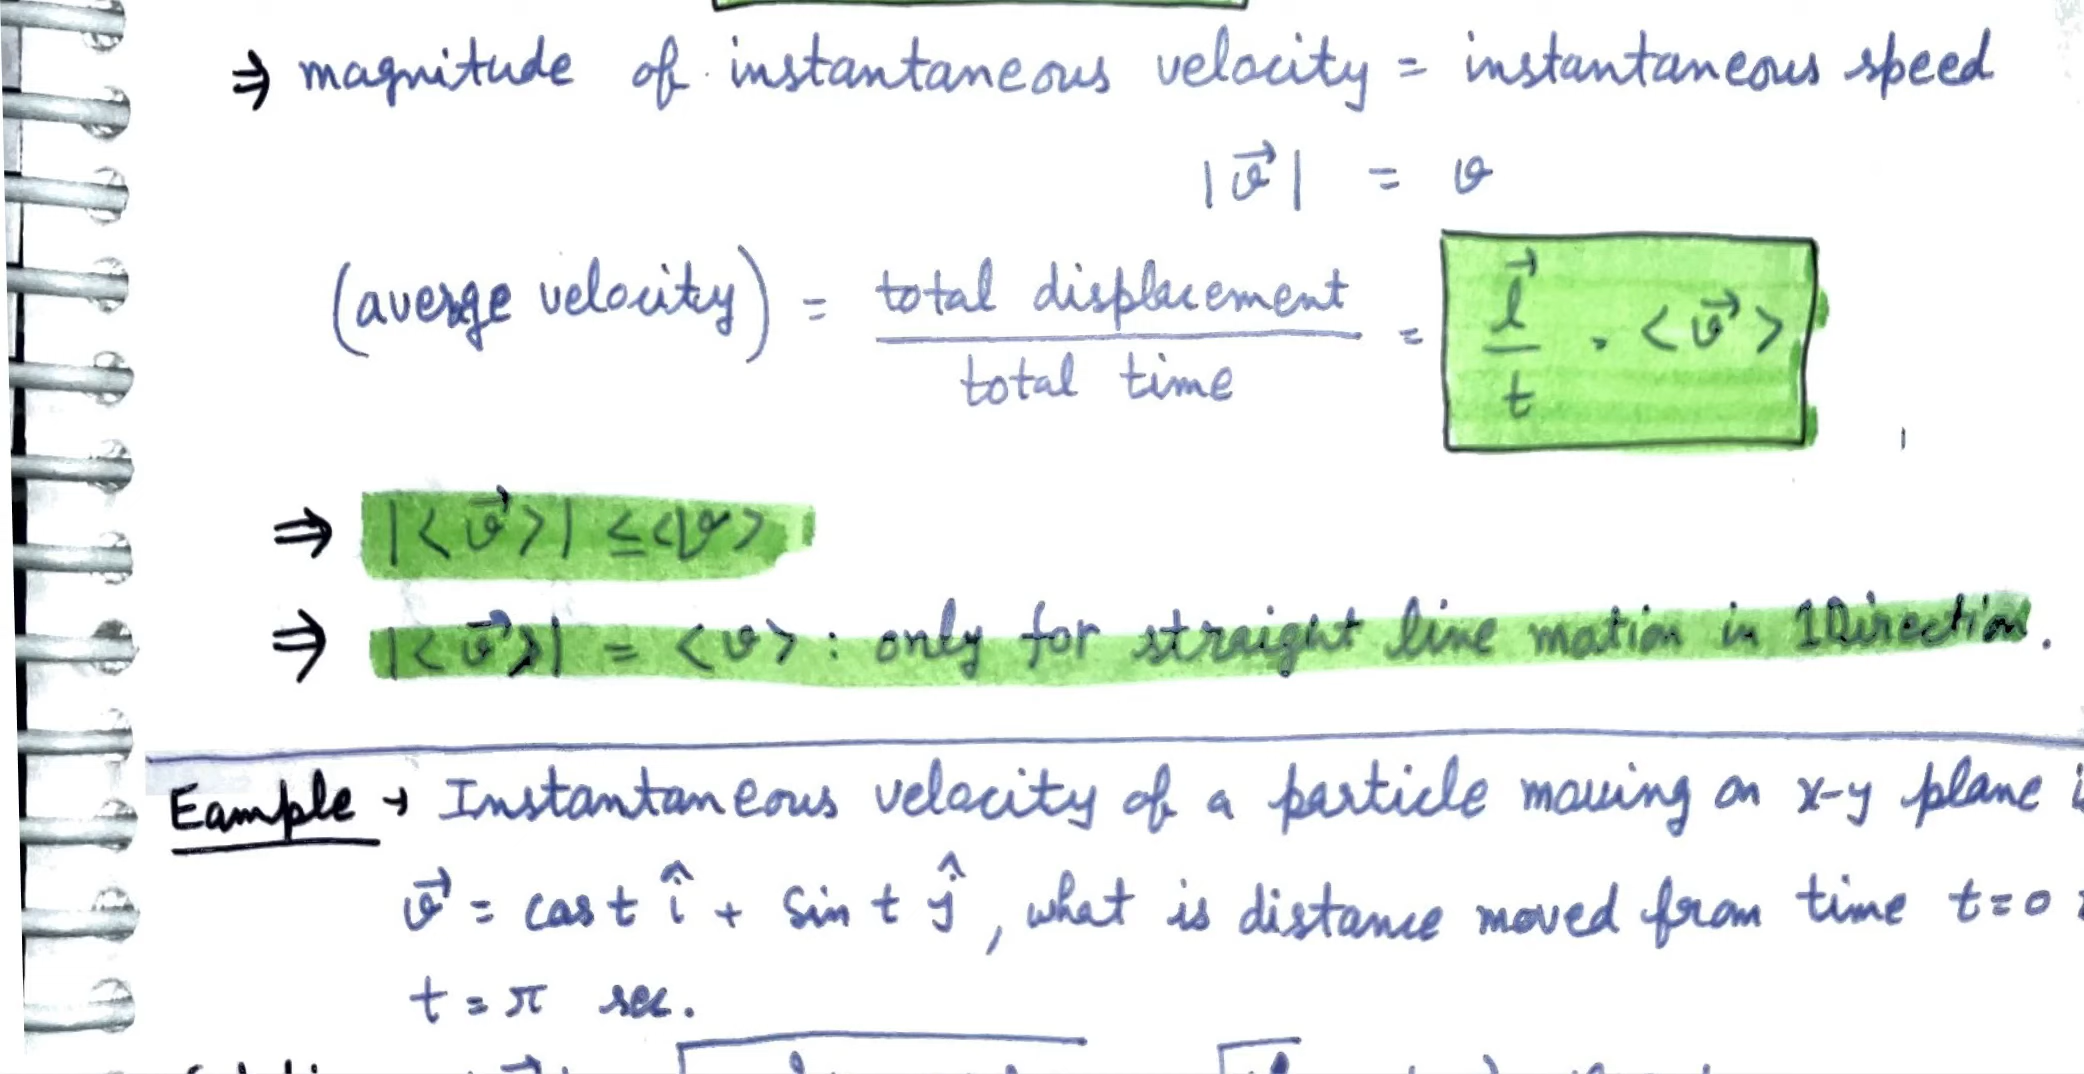 ⇒ magnitude of instantaneous velocity = instantaneous speed
|v⃗| = v
(average velocity) = total displacement / total time = l⃗ / t = <v⃗>
⇒ |<v⃗>| ≤ <v>
⇒ |<v⃗>| = <v> : only for straight line motion in 1Direction.
Eample → Instantaneous velocity of a particle moving on x-y plane
v⃗ = cos t î + Sin t ĵ, what is distance moved from time t=0
t = π sec.